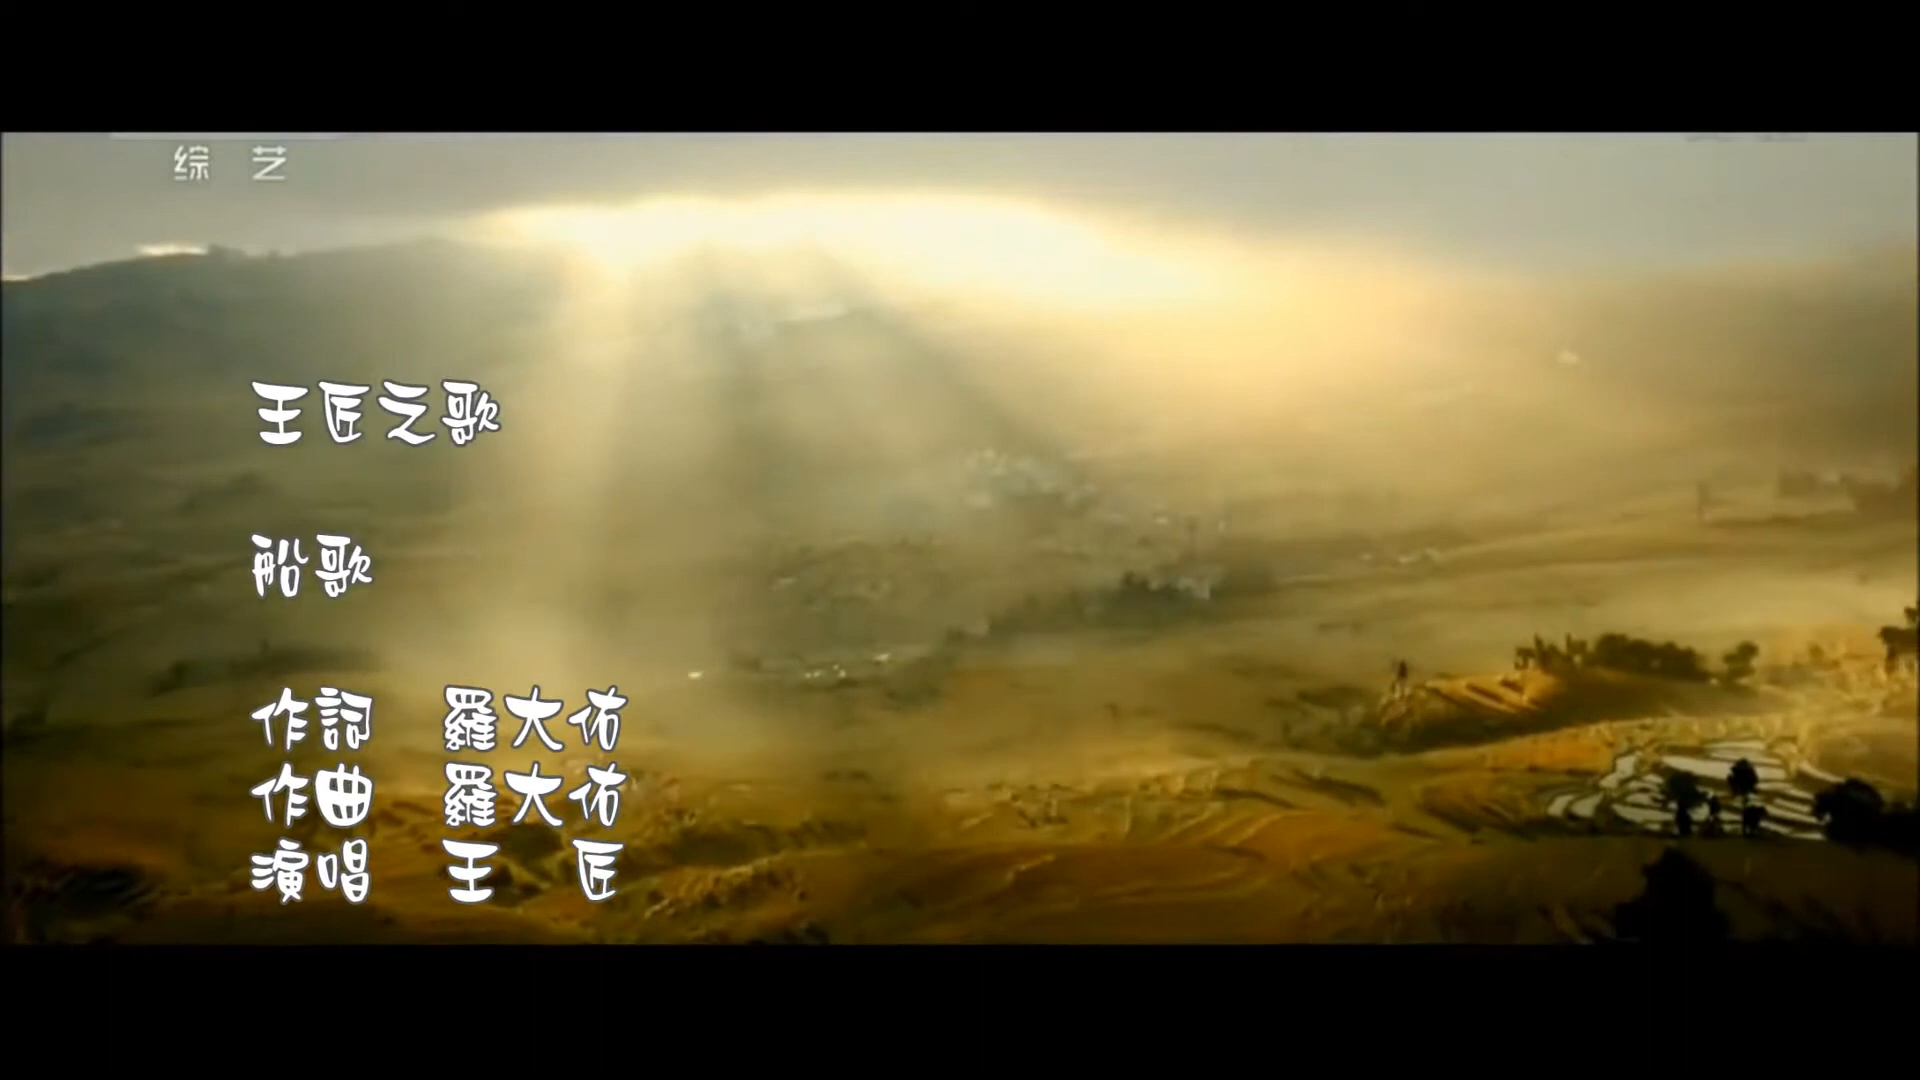 综 艺
王匠之歌
船歌
作詞 羅大佑
作曲 羅大佑
演唱 王 匠